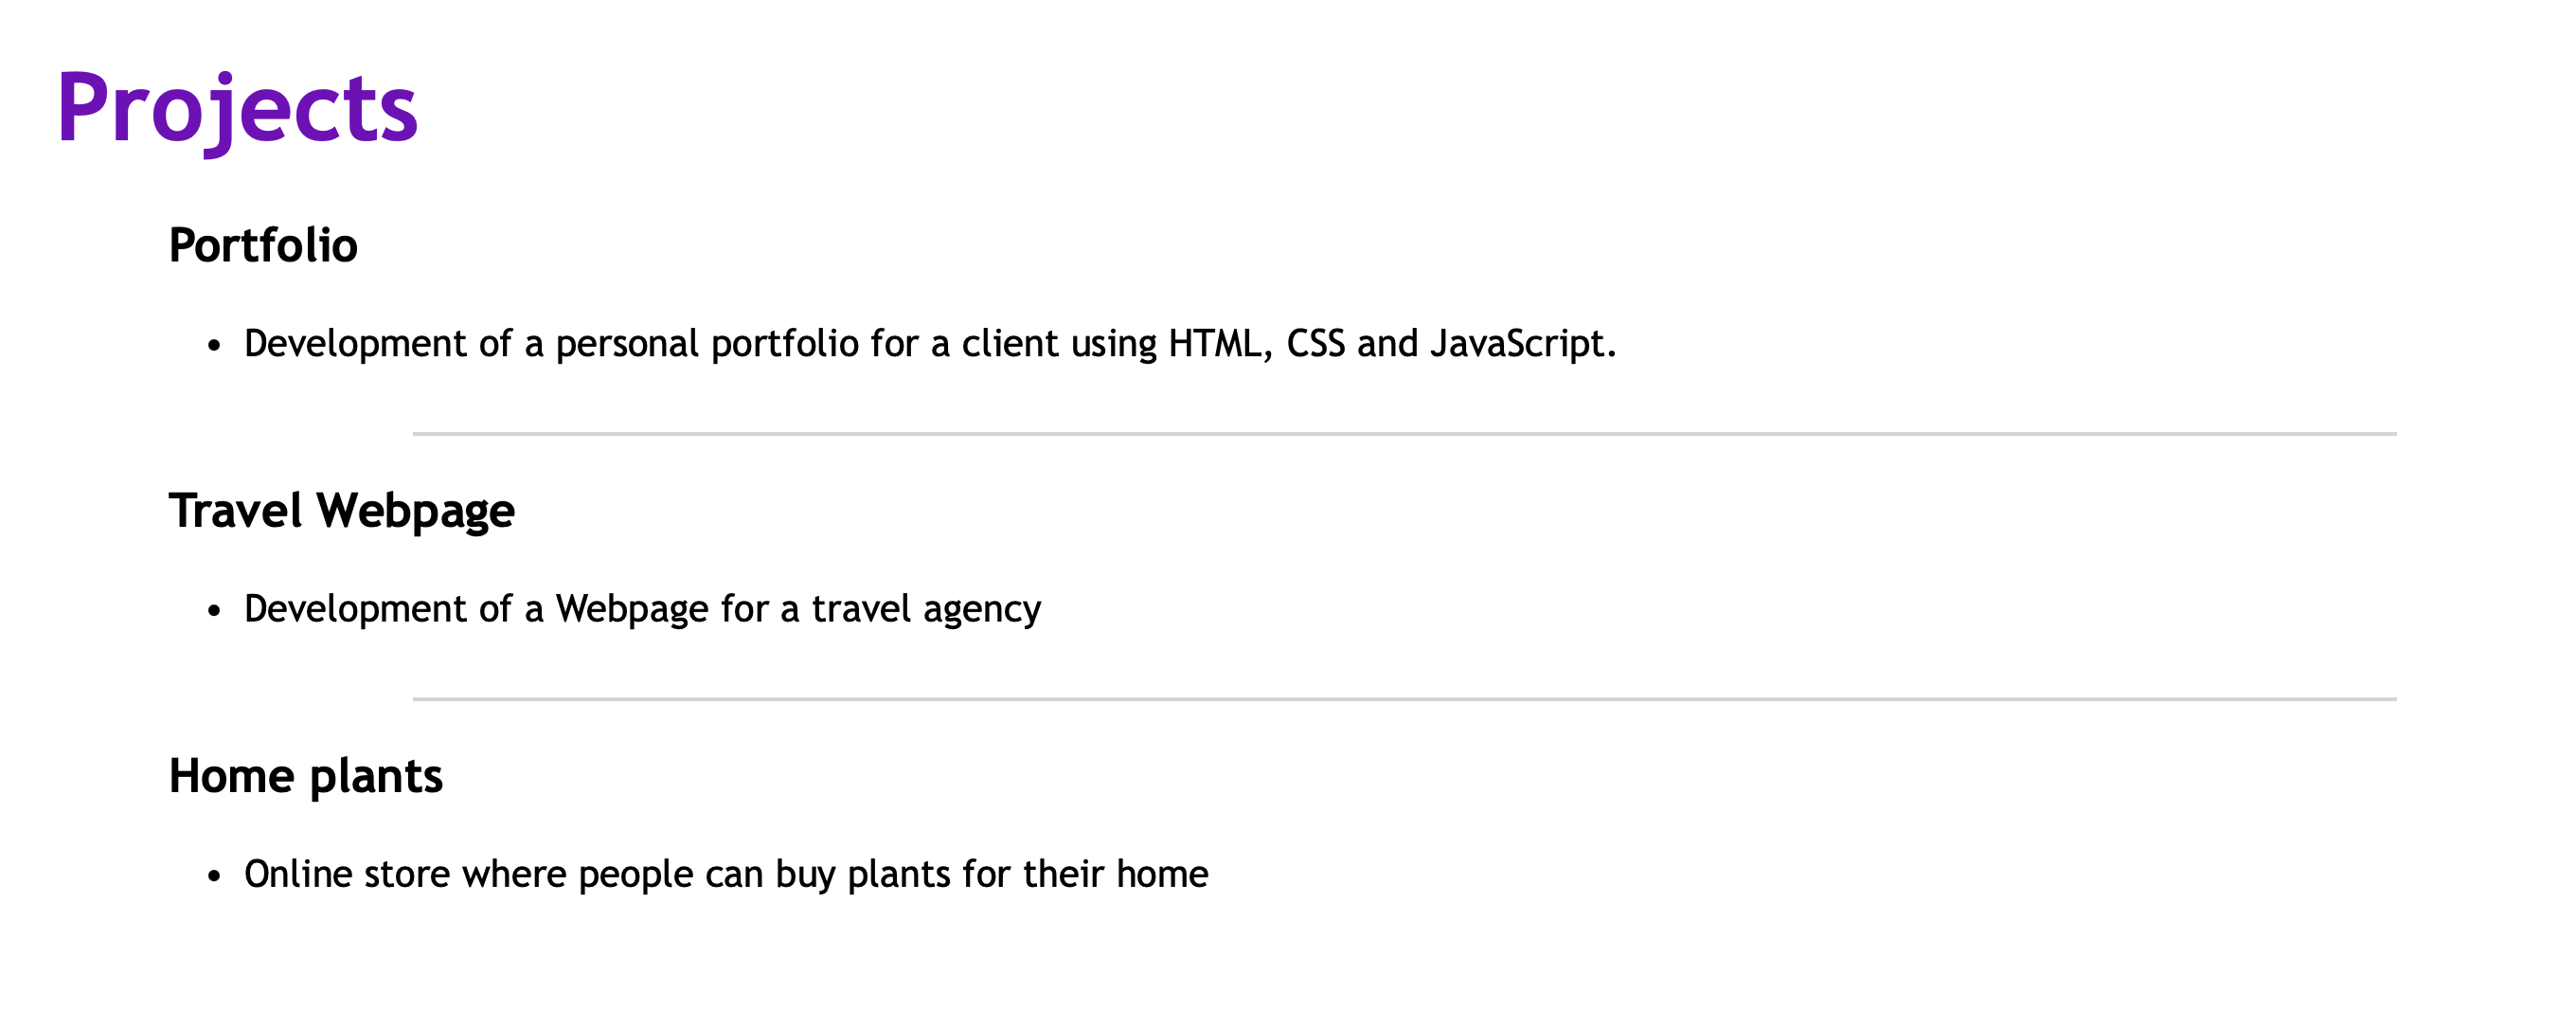 Projects
Portfolio
• Development of a personal portfolio for a client using HTML, CSS and JavaScript.
Travel Webpage
• Development of a Webpage for a travel agency
Home plants
• Online store where people can buy plants for their home